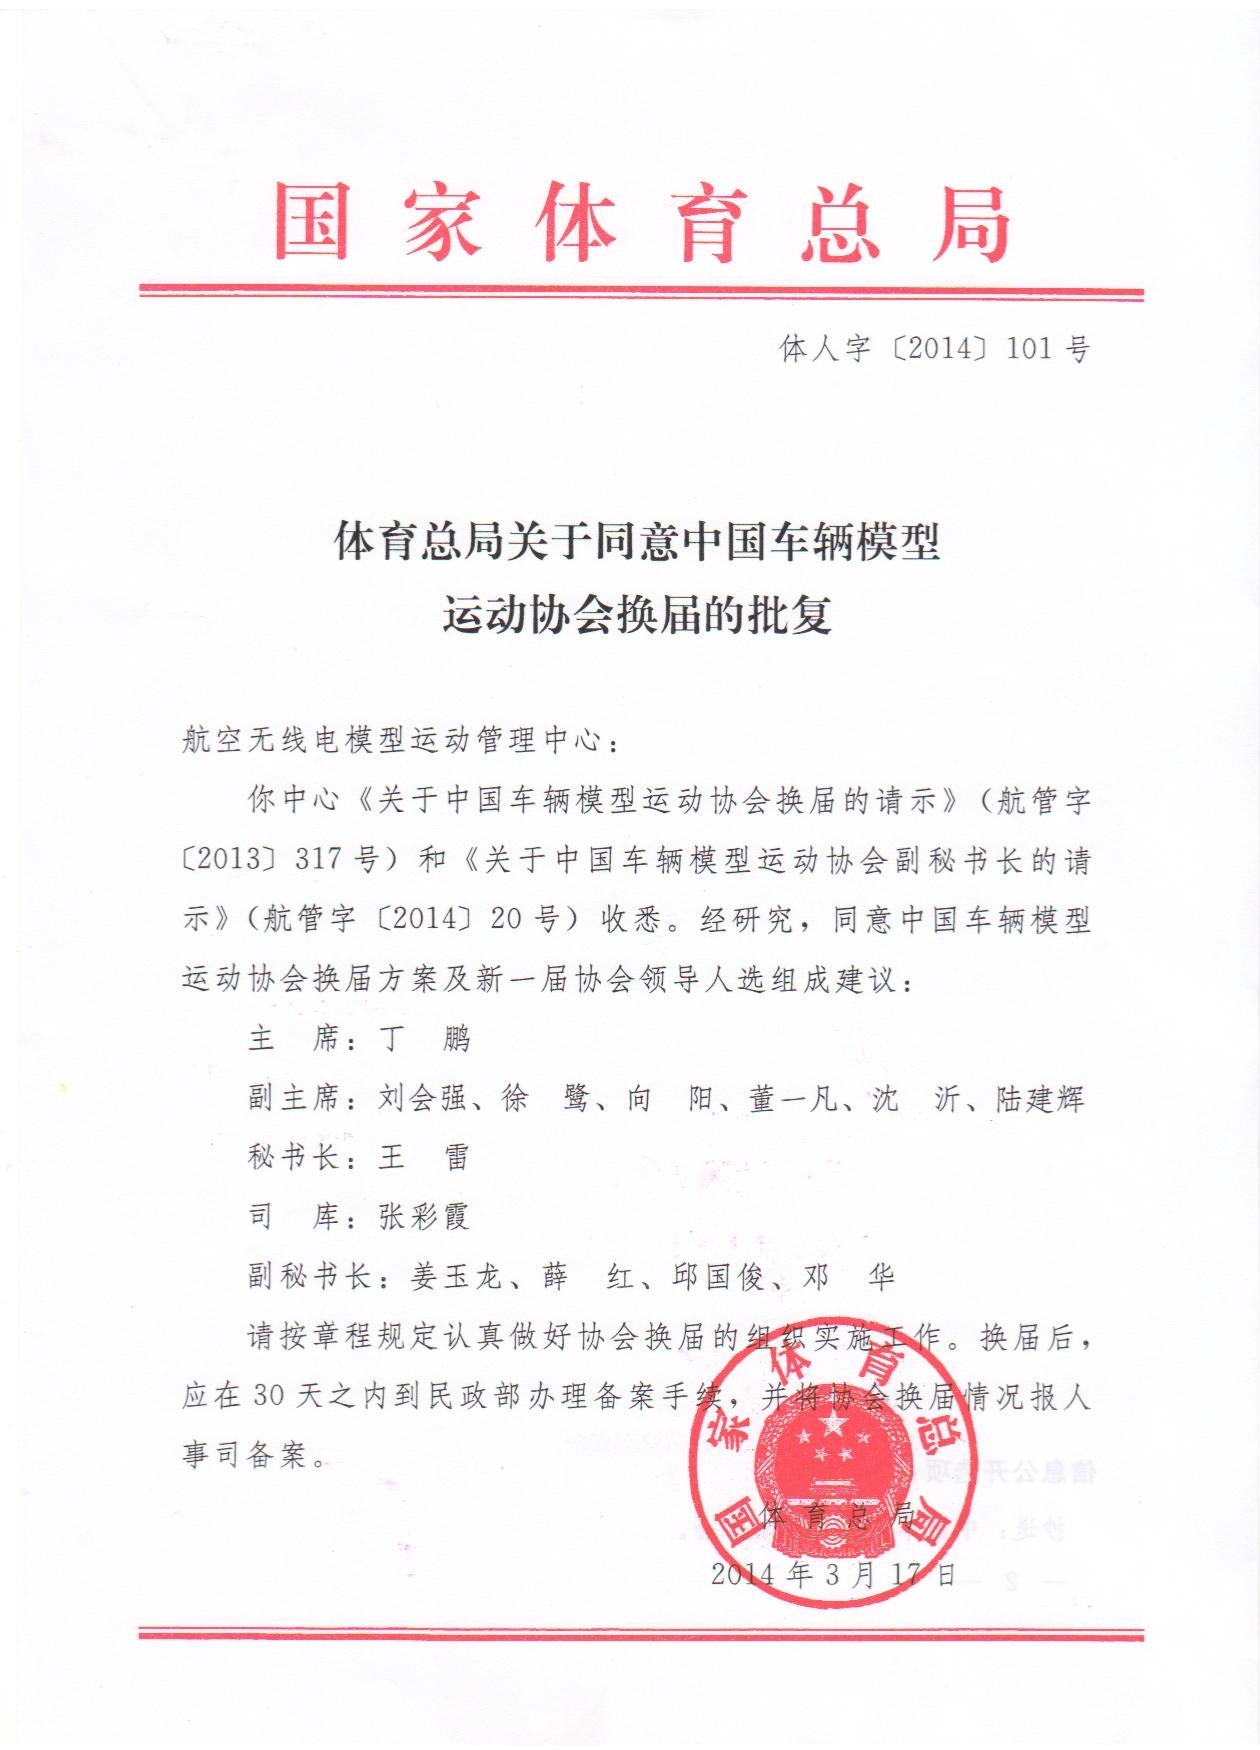 国家体育总局
体人字〔2014〕101号
体育总局关于同意中国车辆模型
运动协会换届的批复
航空无线电模型运动管理中心：
你中心《关于中国车辆模型运动协会换届的请示》（航管字
〔2013〕317号）和《关于中国车辆模型运动协会副秘书长的请
示》（航管字〔2014〕20号）收悉。经研究，同意中国车辆模型
运动协会换届方案及新一届协会领导人选组成建议：
主　席：丁　鹏
副主席：刘会强、徐　鹭、向　阳、董一凡、沈　沂、陆建辉
秘书长：王　雷
司　库：张彩霞
副秘书长：姜玉龙、薛　红、邱国俊、邓　华
请按章程规定认真做好协会换届的组织实施工作。换届后，
应在30天之内到民政部办理备案手续，并将协会换届情况报人
事司备案。
国家体育总局
体育总局
2014年3月17日